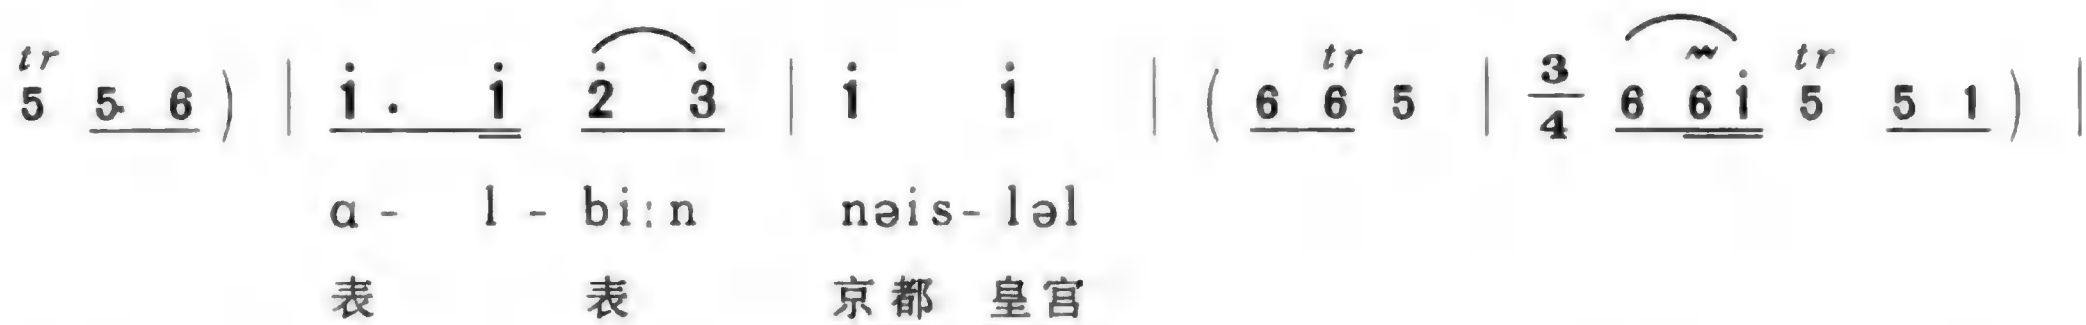 tr tr tr
5 5· 6 ) | i̇ . i̇ 2̇ 3̇ | i̇ i̇ | ( 6 6 5 | 3/4 6 6 i̇ 5 5 1 ) |
ɑ - l - bi:n nəis- ləl
表 表 京都 皇宫